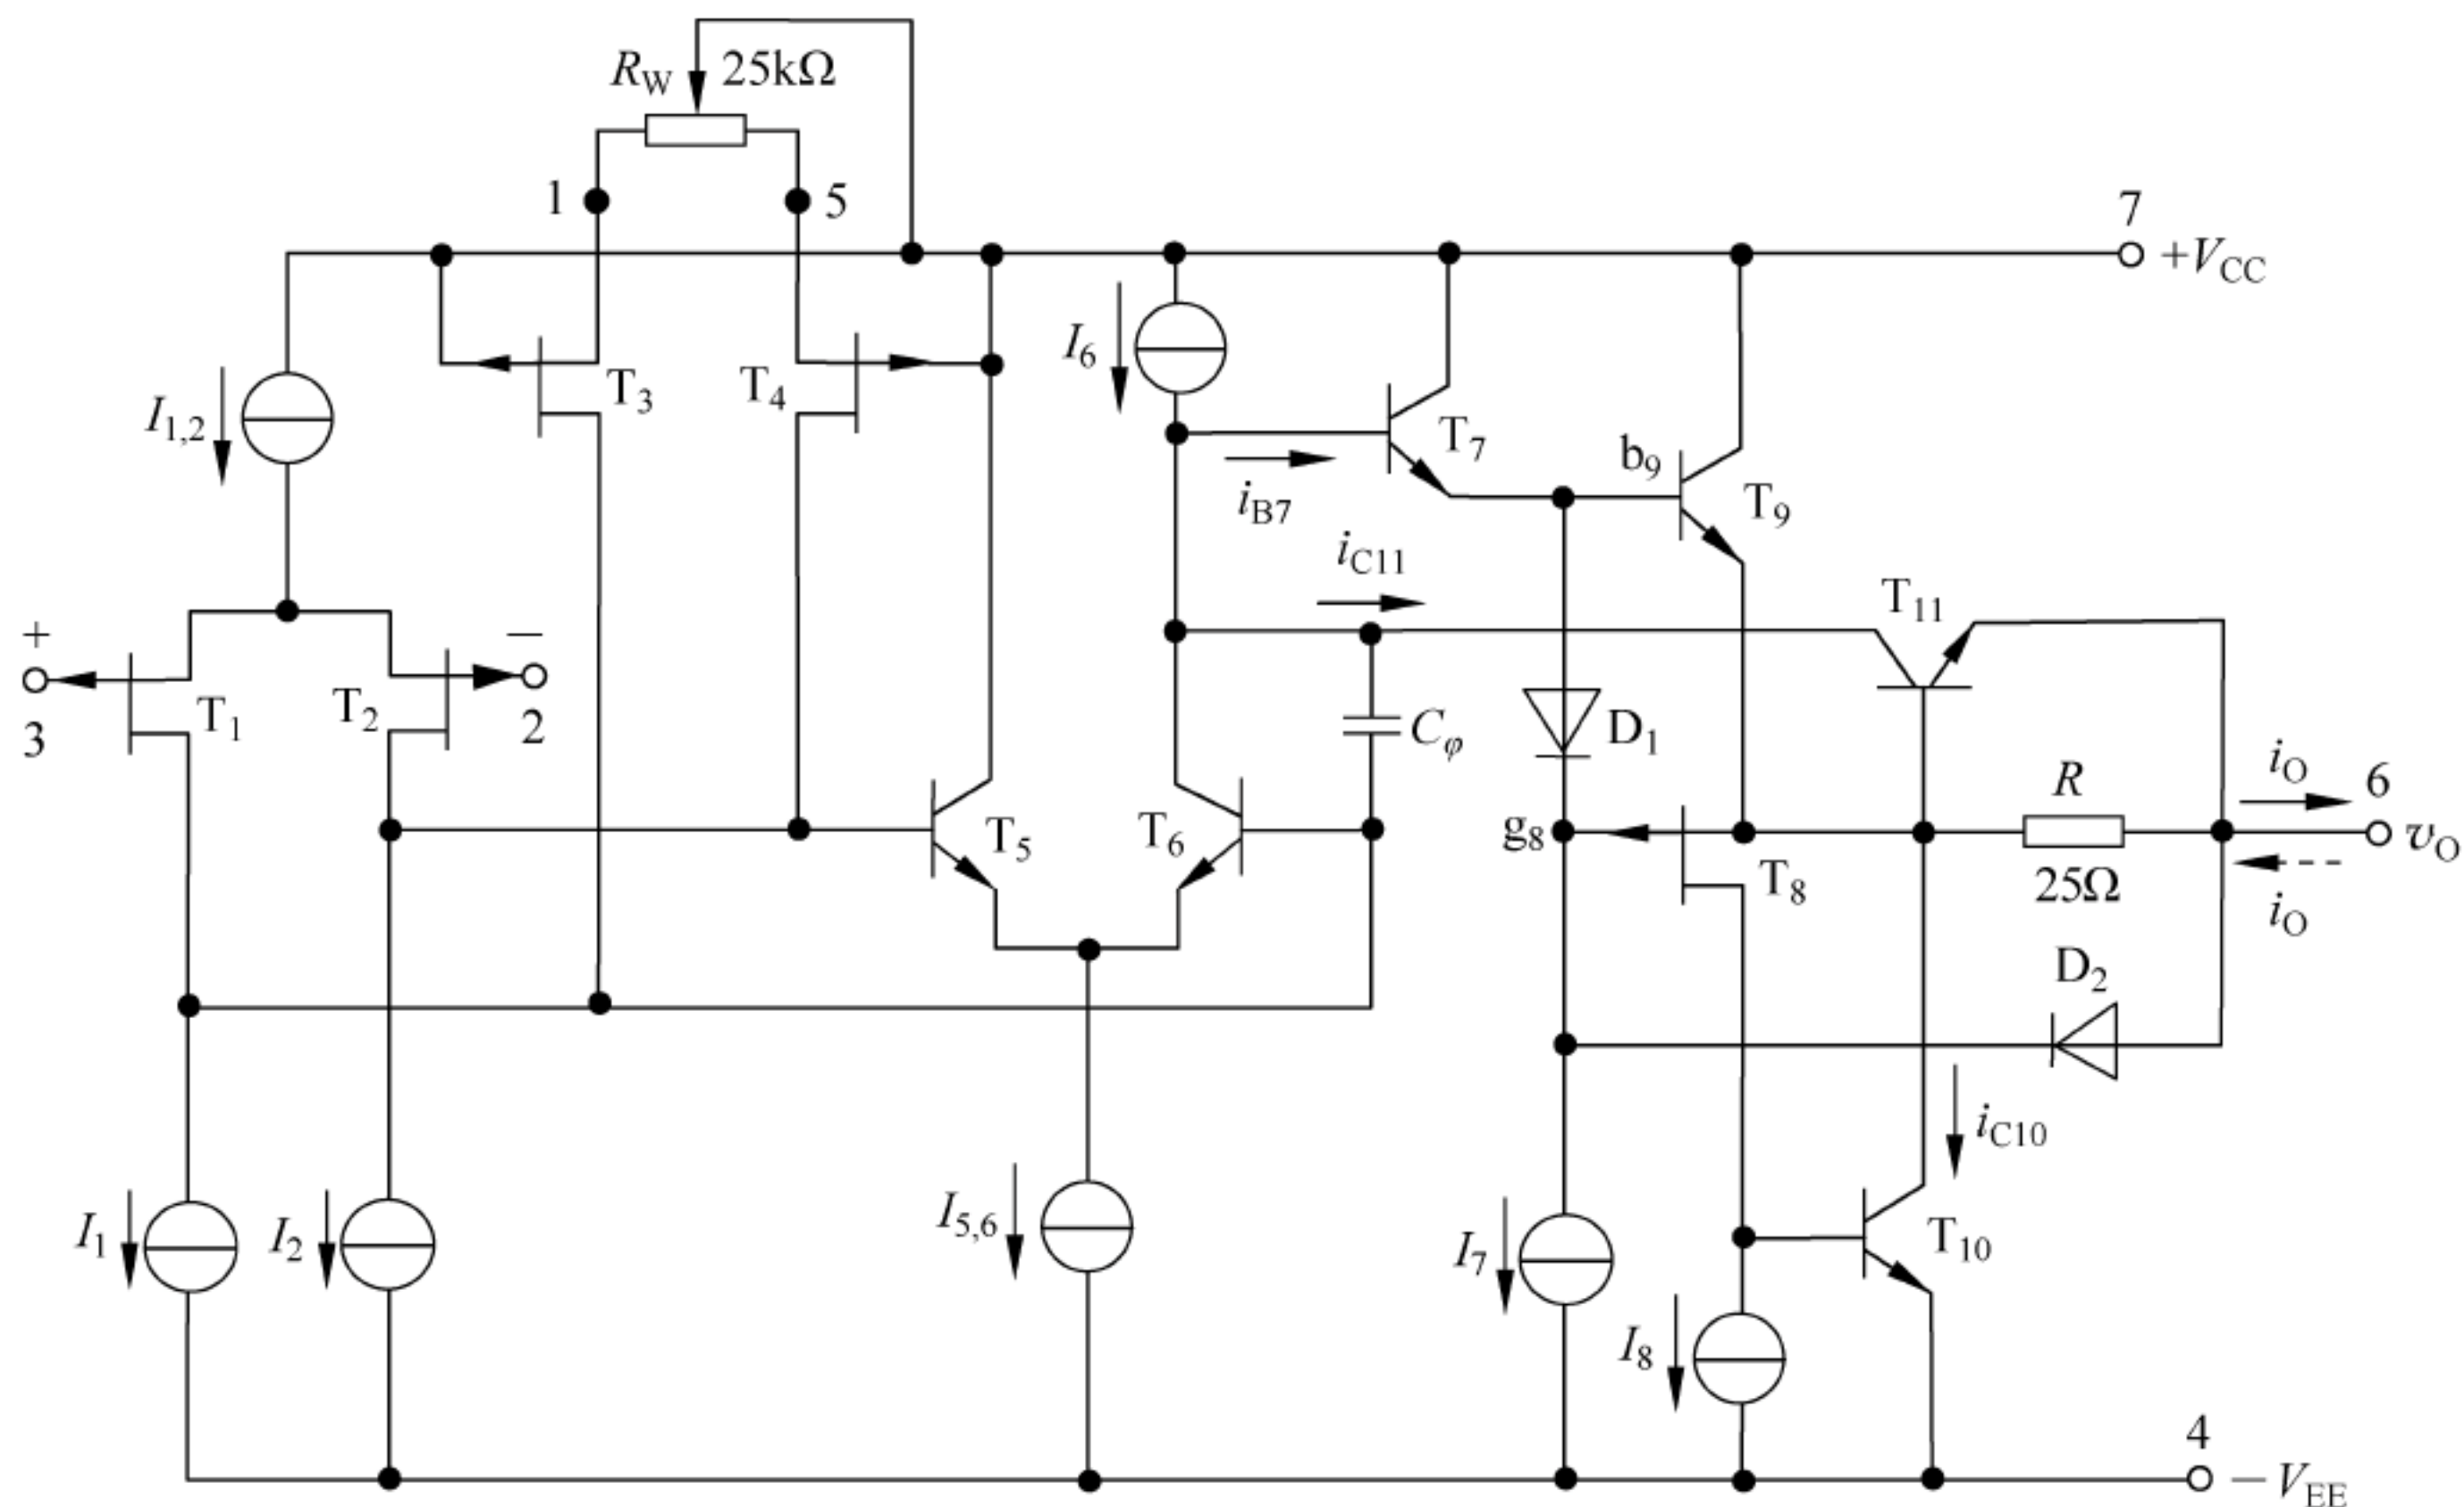 R_W 25kΩ
1 5
7
+V_CC
I_1,2
T_3 T_4
I_6
T_7
b_9
T_9
i_B7
i_C11
T_11
+ −
3 T_1 T_2 2
C_φ
D_1
i_O 6
R
v_O
T_5 T_6
g_8
T_8
25Ω
i_O
D_2
i_C10
I_1 I_2
I_5,6
I_7
T_10
I_8
4
−V_EE